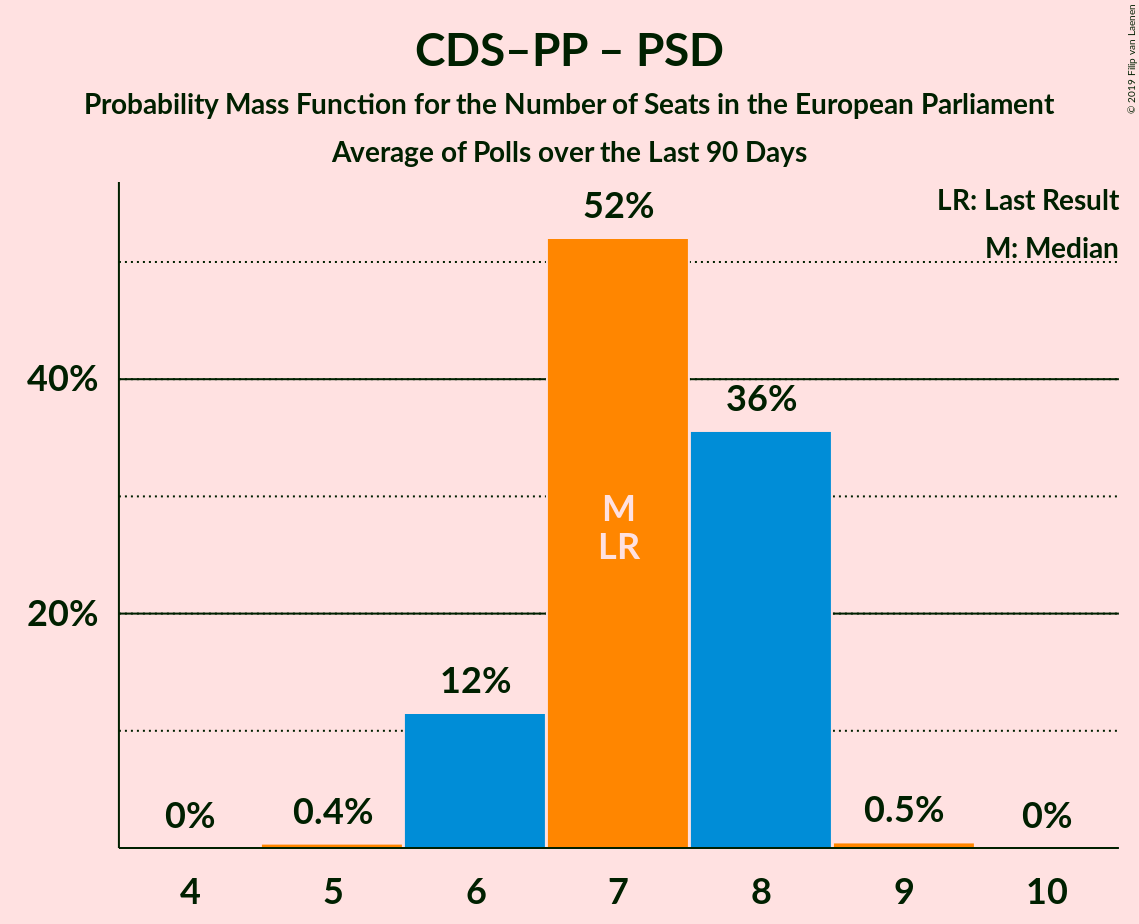 CDS–PP – PSD
Probability Mass Function for the Number of Seats in the European Parliament
Average of Polls over the Last 90 Days
© 2019 Filip van Laenen
LR: Last Result
M: Median
52%
40%
36%
M
LR
20%
12%
0%
0.4%
0.5%
0%
4
5
6
7
8
9
10